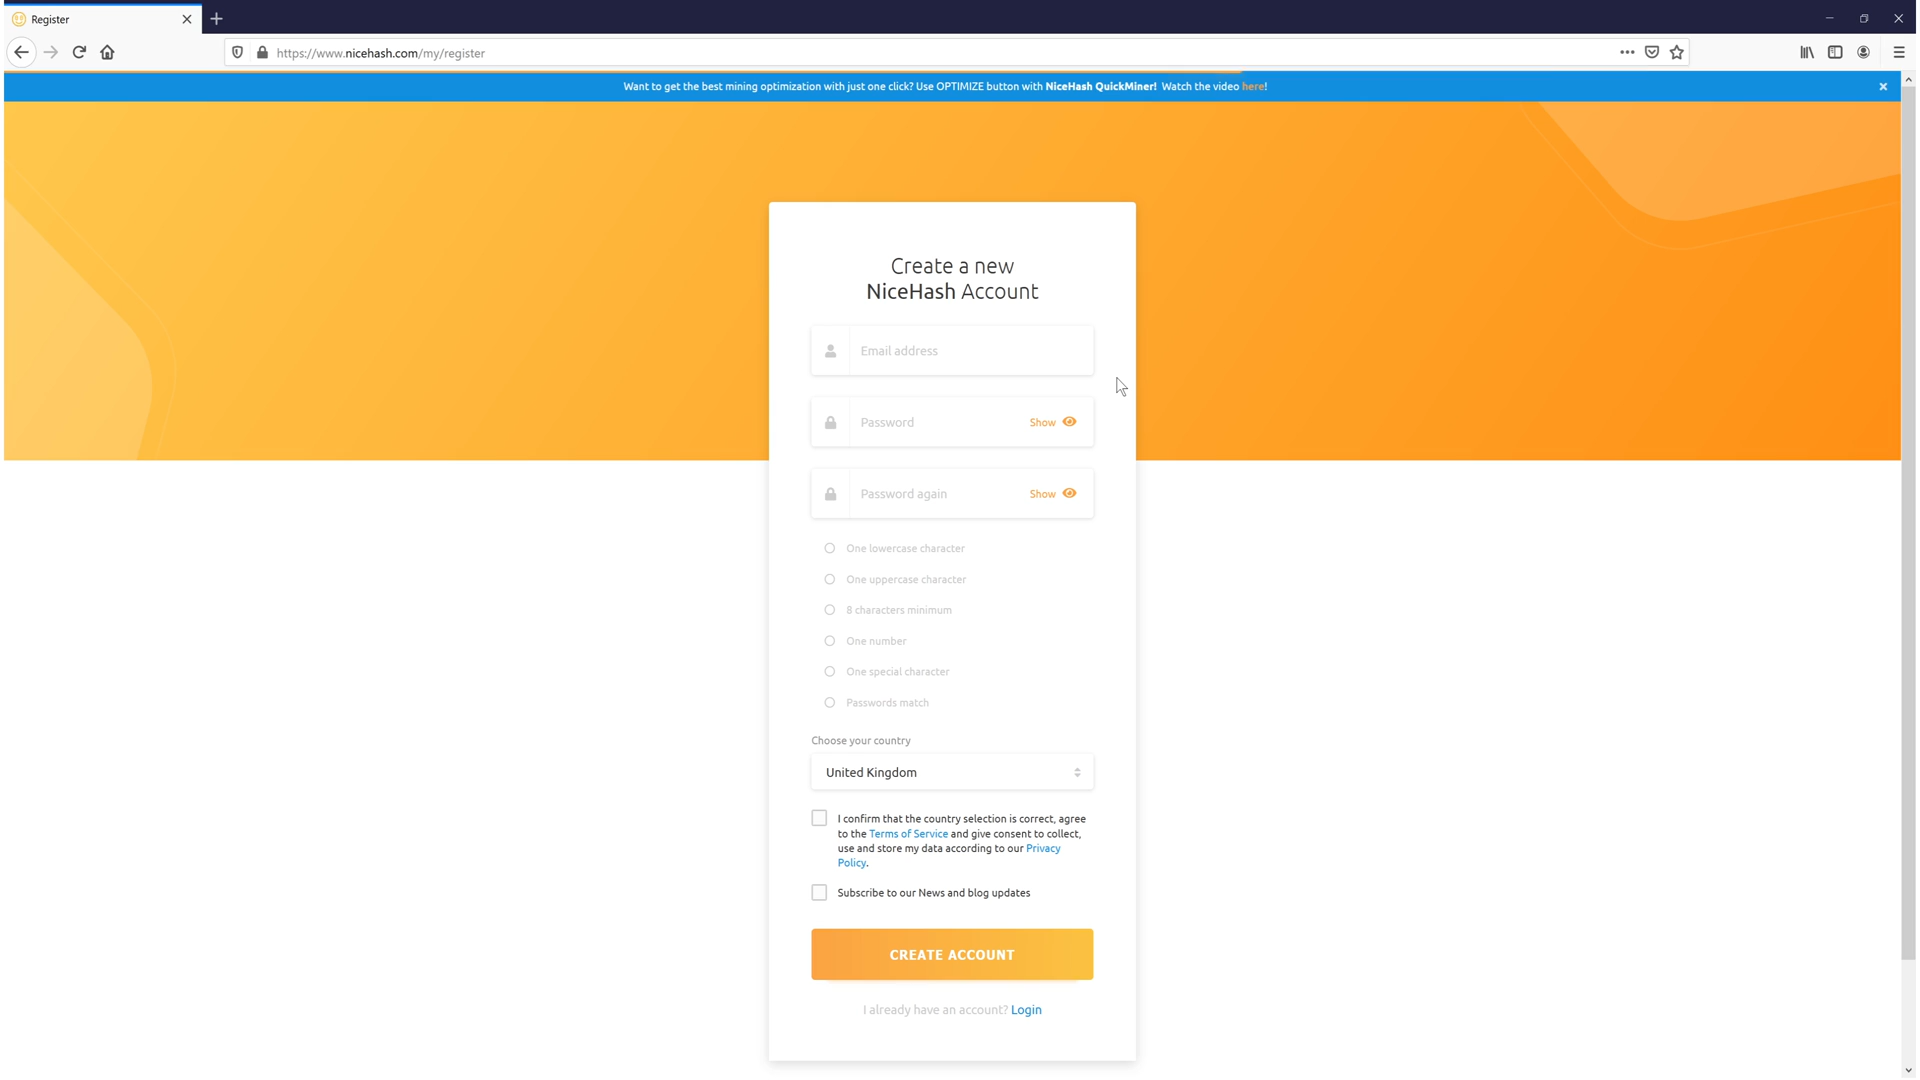 Register
https://www.nicehash.com/my/register
Want to get the best mining optimization with just one click? Use OPTIMIZE button with NiceHash QuickMiner! Watch the video here!
Create a new
NiceHash Account
Email address
Password Show
Password again Show
One lowercase character
One uppercase character
8 characters minimum
One number
One special character
Passwords match
Choose your country
United Kingdom
I confirm that the country selection is correct, agree
to the Terms of Service and give consent to collect,
use and store my data according to our Privacy
Policy.
Subscribe to our News and blog updates
CREATE ACCOUNT
I already have an account? Login